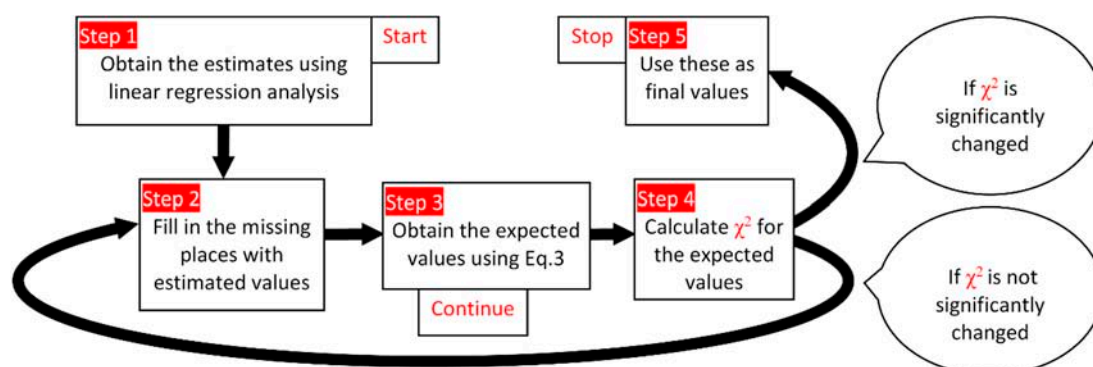 Step 1
Start
Obtain the estimates using
linear regression analysis
Stop
Step 5
Use these as
final values
If χ² is
significantly
changed
Step 2
Fill in the missing
places with
estimated values
Step 3
Obtain the expected
values using Eq.3
Continue
Step 4
Calculate χ² for
the expected
values
If χ² is not
significantly
changed